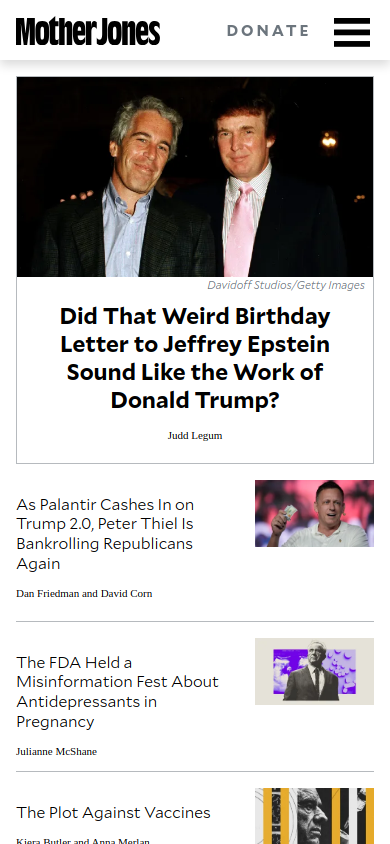 Mother Jones
DONATE
Davidoff Studios/Getty Images
Did That Weird Birthday
Letter to Jeffrey Epstein
Sound Like the Work of
Donald Trump?
Judd Legum
As Palantir Cashes In on
Trump 2.0, Peter Thiel Is
Bankrolling Republicans
Again
Dan Friedman and David Corn
The FDA Held a
Misinformation Fest About
Antidepressants in
Pregnancy
Julianne McShane
The Plot Against Vaccines
Kiera Butler and Anna Merlan